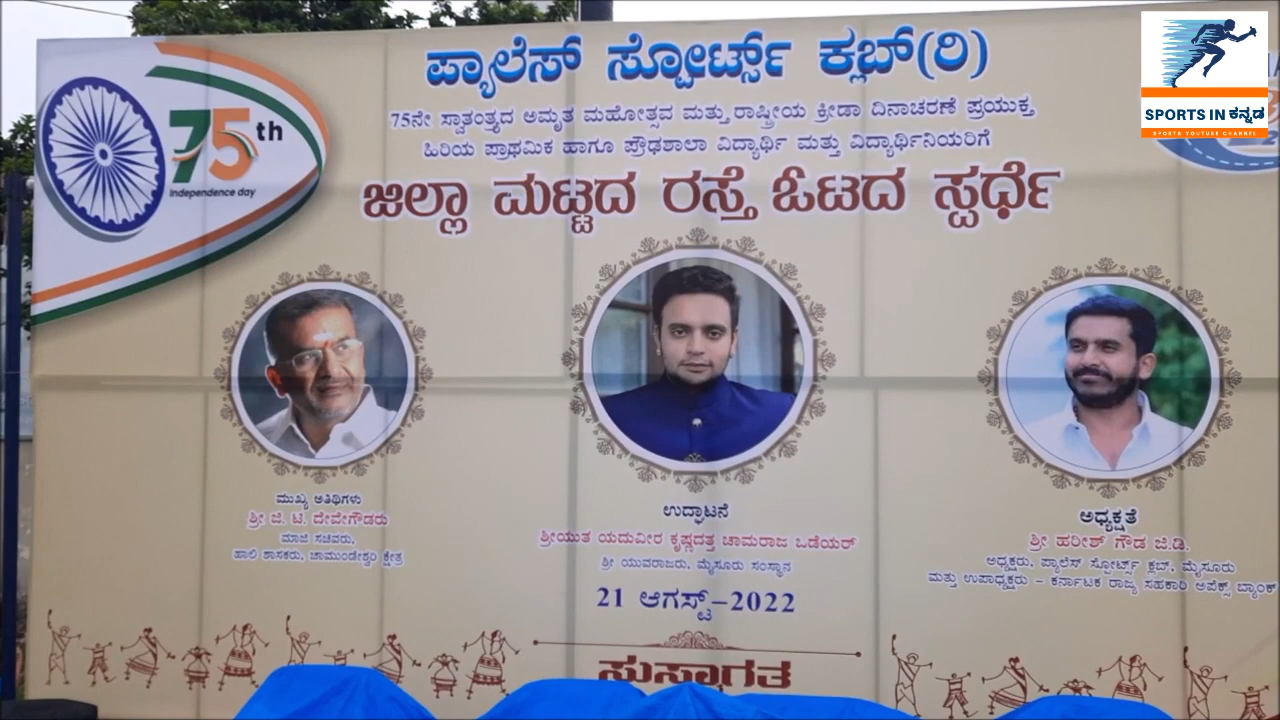 ಪ್ಯಾಲೆಸ್ ಸ್ಪೋರ್ಟ್ಸ್ ಕ್ಲಬ್(ರಿ)
75ನೇ ಸ್ವಾತಂತ್ರ್ಯದ ಅಮೃತ ಮಹೋತ್ಸವ ಮತ್ತು ರಾಷ್ಟ್ರೀಯ ಕ್ರೀಡಾ ದಿನಾಚರಣೆ ಪ್ರಯುಕ್ತ
ಹಿರಿಯ ಪ್ರಾಥಮಿಕ ಹಾಗೂ ಪ್ರೌಢಶಾಲಾ ವಿದ್ಯಾರ್ಥಿ ಮತ್ತು ವಿದ್ಯಾರ್ಥಿನಿಯರಿಗೆ
ಜಿಲ್ಲಾ ಮಟ್ಟದ ರಸ್ತೆ ಓಟದ ಸ್ಪರ್ಧೆ
75th
Independence day
SPORTS IN ಕನ್ನಡ
SPORTS YOUTUBE CHANNEL
ಮುಖ್ಯ ಅತಿಥಿಗಳು
ಶ್ರೀ ಜಿ. ಟಿ. ದೇವೇಗೌಡರು
ಮಾಜಿ ಸಚಿವರು,
ಹಾಲಿ ಶಾಸಕರು, ಚಾಮುಂಡೇಶ್ವರಿ ಕ್ಷೇತ್ರ
ಉದ್ಘಾಟನೆ
ಶ್ರೀಯುತ ಯದುವೀರ ಕೃಷ್ಣದತ್ತ ಚಾಮರಾಜ ಒಡೆಯರ್
ಶ್ರೀ ಯುವರಾಜರು, ಮೈಸೂರು ಸಂಸ್ಥಾನ
21 ಆಗಸ್ಟ್-2022
ಅಧ್ಯಕ್ಷತೆ
ಶ್ರೀ ಹರೀಶ್ ಗೌಡ ಜಿ.ಡಿ.
ಅಧ್ಯಕ್ಷರು, ಪ್ಯಾಲೆಸ್ ಸ್ಪೋರ್ಟ್ಸ್ ಕ್ಲಬ್, ಮೈಸೂರು
ಮತ್ತು ಉಪಾಧ್ಯಕ್ಷರು - ಕರ್ನಾಟಕ ರಾಜ್ಯ ಸಹಕಾರಿ ಅಪೆಕ್ಸ್ ಬ್ಯಾಂಕ್
ಸುಸ್ವಾಗತ